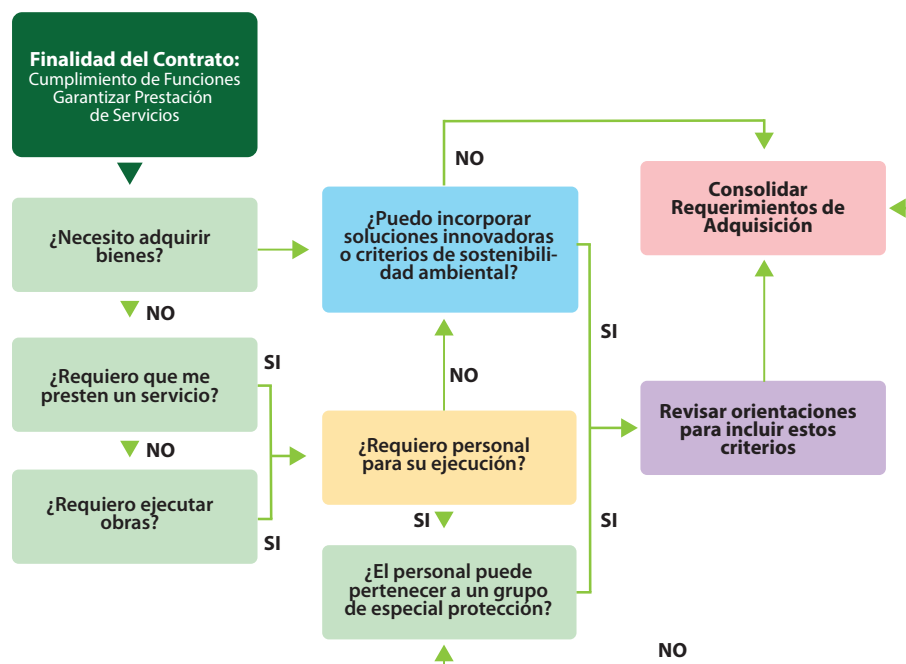 Finalidad del Contrato:
Cumplimiento de Funciones
Garantizar Prestación
de Servicios
¿Necesito adquirir
bienes?
NO
¿Requiero que me
presten un servicio?
SI
NO
¿Requiero ejecutar
obras?
SI
NO
¿Puedo incorporar
soluciones innovadoras
o criterios de sostenibili-
dad ambiental?
SI
NO
¿Requiero personal
para su ejecución?
SI
SI
¿El personal puede
pertenecer a un grupo
de especial protección?
NO
Consolidar
Requerimientos de
Adquisición
Revisar orientaciones
para incluir estos
criterios